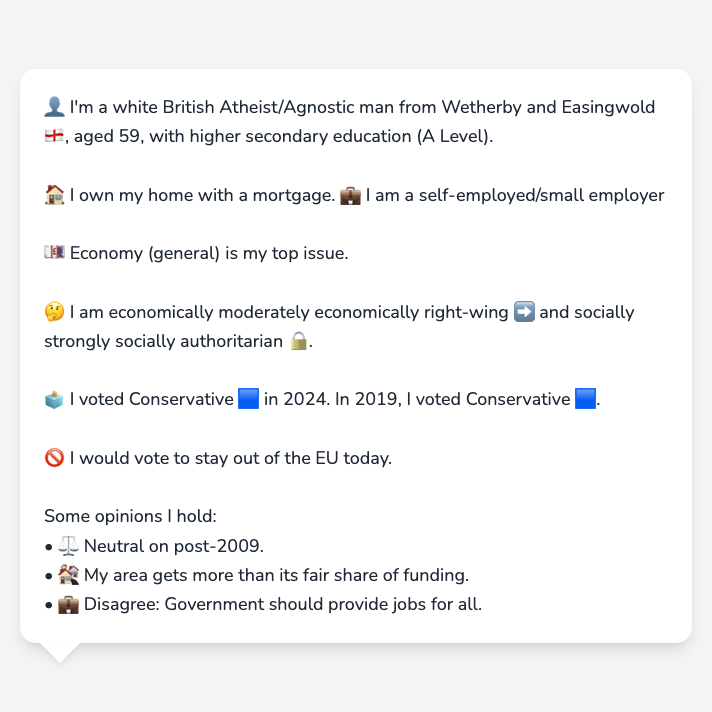 👤 I'm a white British Atheist/Agnostic man from Wetherby and Easingwold
🏴󠁧󠁢󠁥󠁮󠁧󠁿, aged 59, with higher secondary education (A Level).
🏠 I own my home with a mortgage. 💼 I am a self-employed/small employer
💷 Economy (general) is my top issue.
🤔 I am economically moderately economically right-wing ➡️ and socially
strongly socially authoritarian 🔒.
🗳️ I voted Conservative 🟦 in 2024. In 2019, I voted Conservative 🟦.
🚫 I would vote to stay out of the EU today.
Some opinions I hold:
• ⚖️ Neutral on post-2009.
• 🏘️ My area gets more than its fair share of funding.
• 💼 Disagree: Government should provide jobs for all.